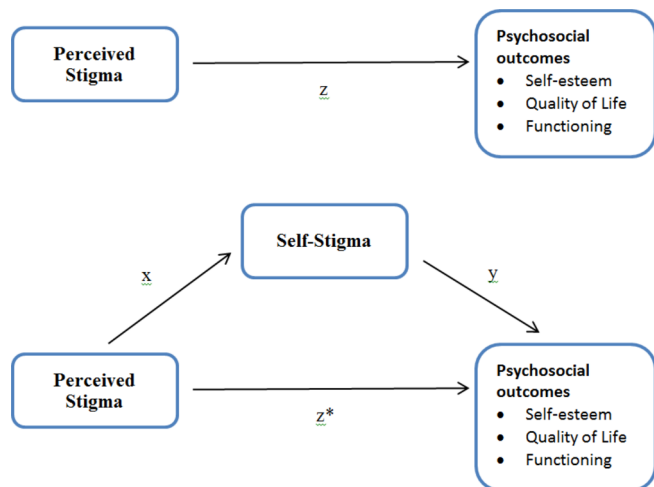 Perceived
Stigma
z
Psychosocial
outcomes
• Self-esteem
• Quality of Life
• Functioning
Self-Stigma
x
y
Perceived
Stigma
z*
Psychosocial
outcomes
• Self-esteem
• Quality of Life
• Functioning